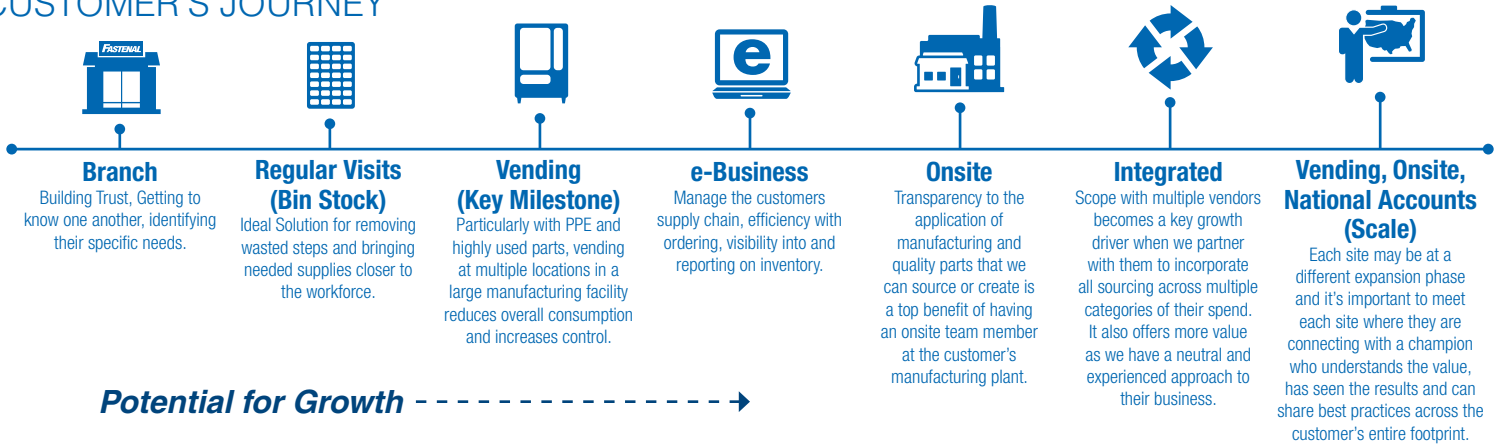 CUSTOMER'S JOURNEY
FASTENAL
e
Branch
Building Trust, Getting to
know one another, identifying
their specific needs.
Regular Visits
(Bin Stock)
Ideal Solution for removing
wasted steps and bringing
needed supplies closer to
the workforce.
Vending
(Key Milestone)
Particularly with PPE and
highly used parts, vending
at multiple locations in a
large manufacturing facility
reduces overall consumption
and increases control.
e-Business
Manage the customers
supply chain, efficiency with
ordering, visibility into and
reporting on inventory.
Onsite
Transparency to the
application of
manufacturing and
quality parts that we
can source or create is
a top benefit of having
an onsite team member
at the customer's
manufacturing plant.
Integrated
Scope with multiple vendors
becomes a key growth
driver when we partner
with them to incorporate
all sourcing across multiple
categories of their spend.
It also offers more value
as we have a neutral and
experienced approach to
their business.
Vending, Onsite,
National Accounts
(Scale)
Each site may be at a
different expansion phase
and it's important to meet
each site where they are
connecting with a champion
who understands the value,
has seen the results and can
share best practices across the
customer's entire footprint.
Potential for Growth